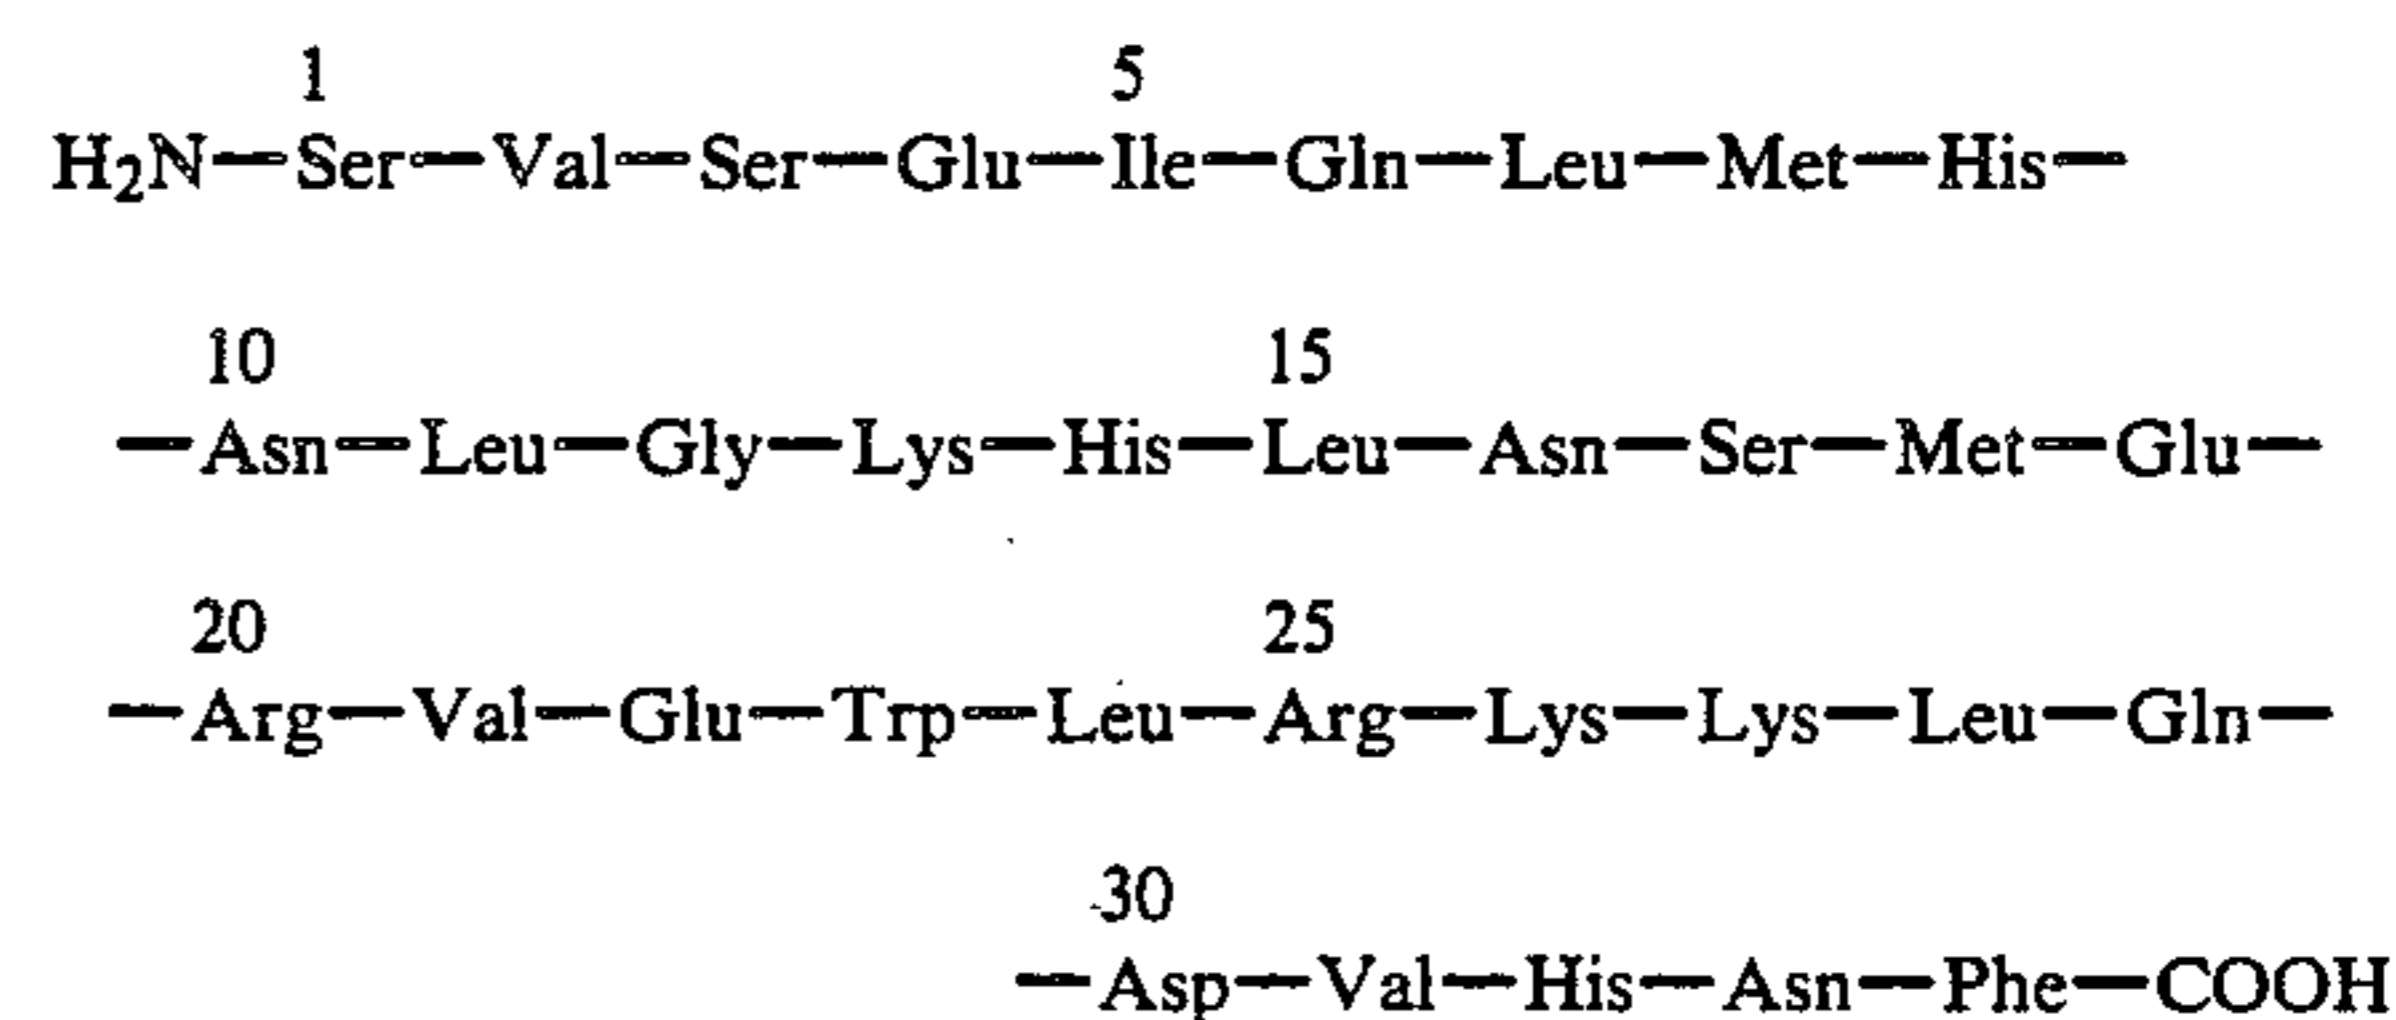 1 5
H₂N—Ser—Val—Ser—Glu—Ile—Gln—Leu—Met—His—
10 15
—Asn—Leu—Gly—Lys—His—Leu—Asn—Ser—Met—Glu—
20 25
—Arg—Val—Glu—Trp—Leu—Arg—Lys—Lys—Leu—Gln—
30
—Asp—Val—His—Asn—Phe—COOH